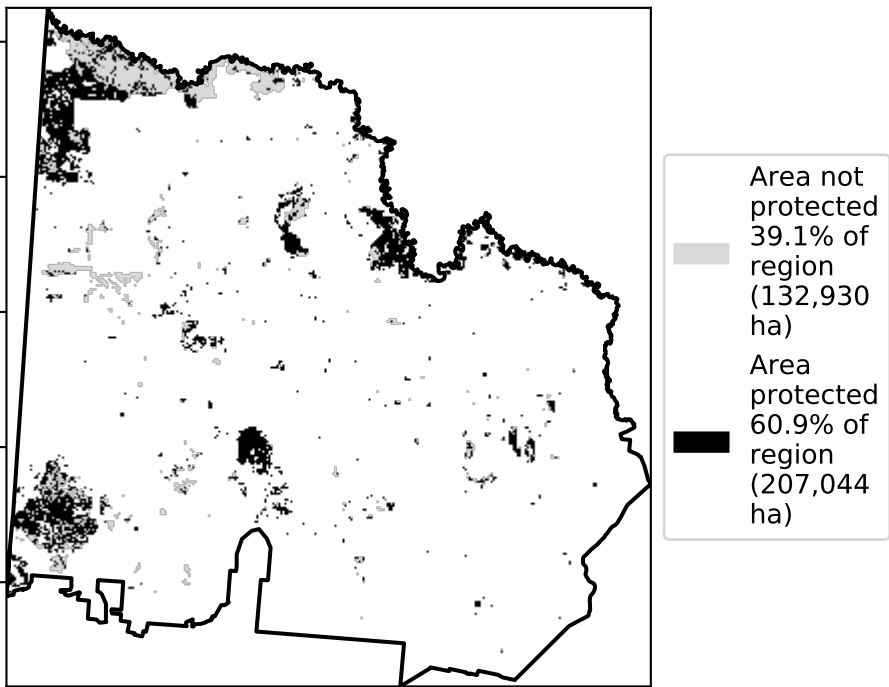 Area not
protected
39.1% of
region
(132,930
ha)
Area
protected
60.9% of
region
(207,044
ha)